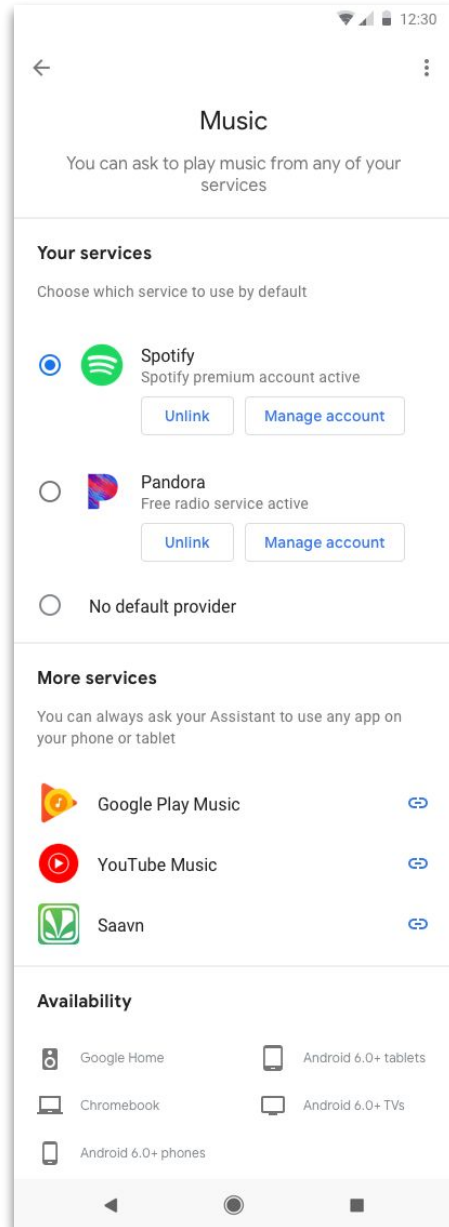 12:30
Music
You can ask to play music from any of your
services
Your services
Choose which service to use by default
Spotify
Spotify premium account active
Unlink
Manage account
Pandora
Free radio service active
Unlink
Manage account
No default provider
More services
You can always ask your Assistant to use any app on
your phone or tablet
Google Play Music
YouTube Music
Saavn
Availability
Google Home
Android 6.0+ tablets
Chromebook
Android 6.0+ TVs
Android 6.0+ phones